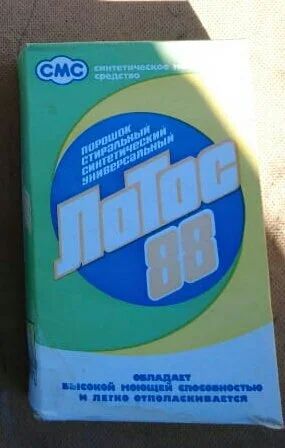 СМС
синтетическое
средство
ПОРОШОК
СТИРАЛЬНЫЙ
СИНТЕТИЧЕСКИЙ
УНИВЕРСАЛЬНЫЙ
ЛОТОС
88
ОБЛАДАЕТ
ВЫСОКОЙ МОЮЩЕЙ СПОСОБНОСТЬЮ
И ЛЕГКО ОТПОЛАСКИВАЕТСЯ